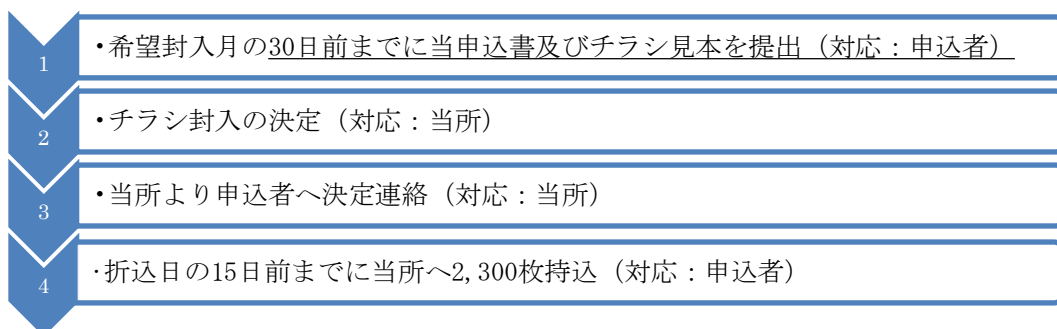 1
・希望封入月の30日前までに当申込書及びチラシ見本を提出（対応：申込者）
2
・チラシ封入の決定（対応：当所）
3
・当所より申込者へ決定連絡（対応：当所）
4
・折込日の15日前までに当所へ2,300枚持込（対応：申込者）